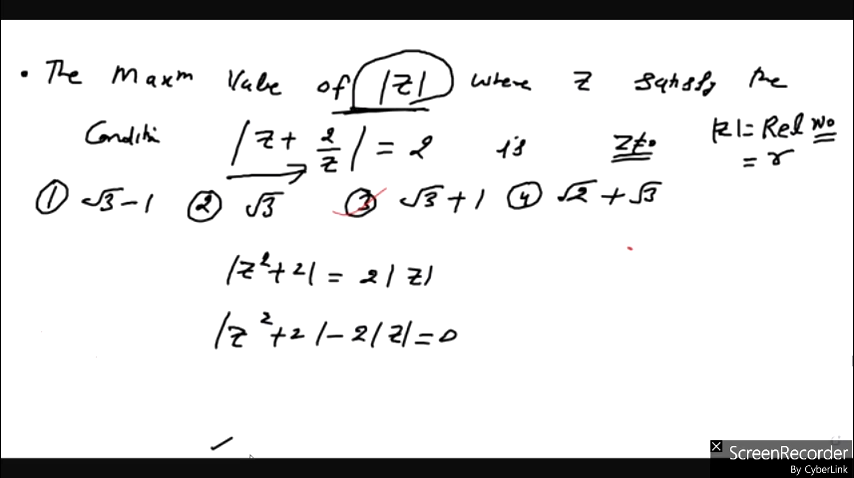 • The Maxm Value of |Z| where Z Satisfy the
Conditi |Z + 2/Z| = 2 is Z≠0 |Z| = Rel No
= r
① √3 - 1 ② √3 ③ √3 + 1 ④ √2 + √3
|Z² + 2| = 2|Z|
|Z² + 2| - 2|Z| = 0
ScreenRecorder
By CyberLink